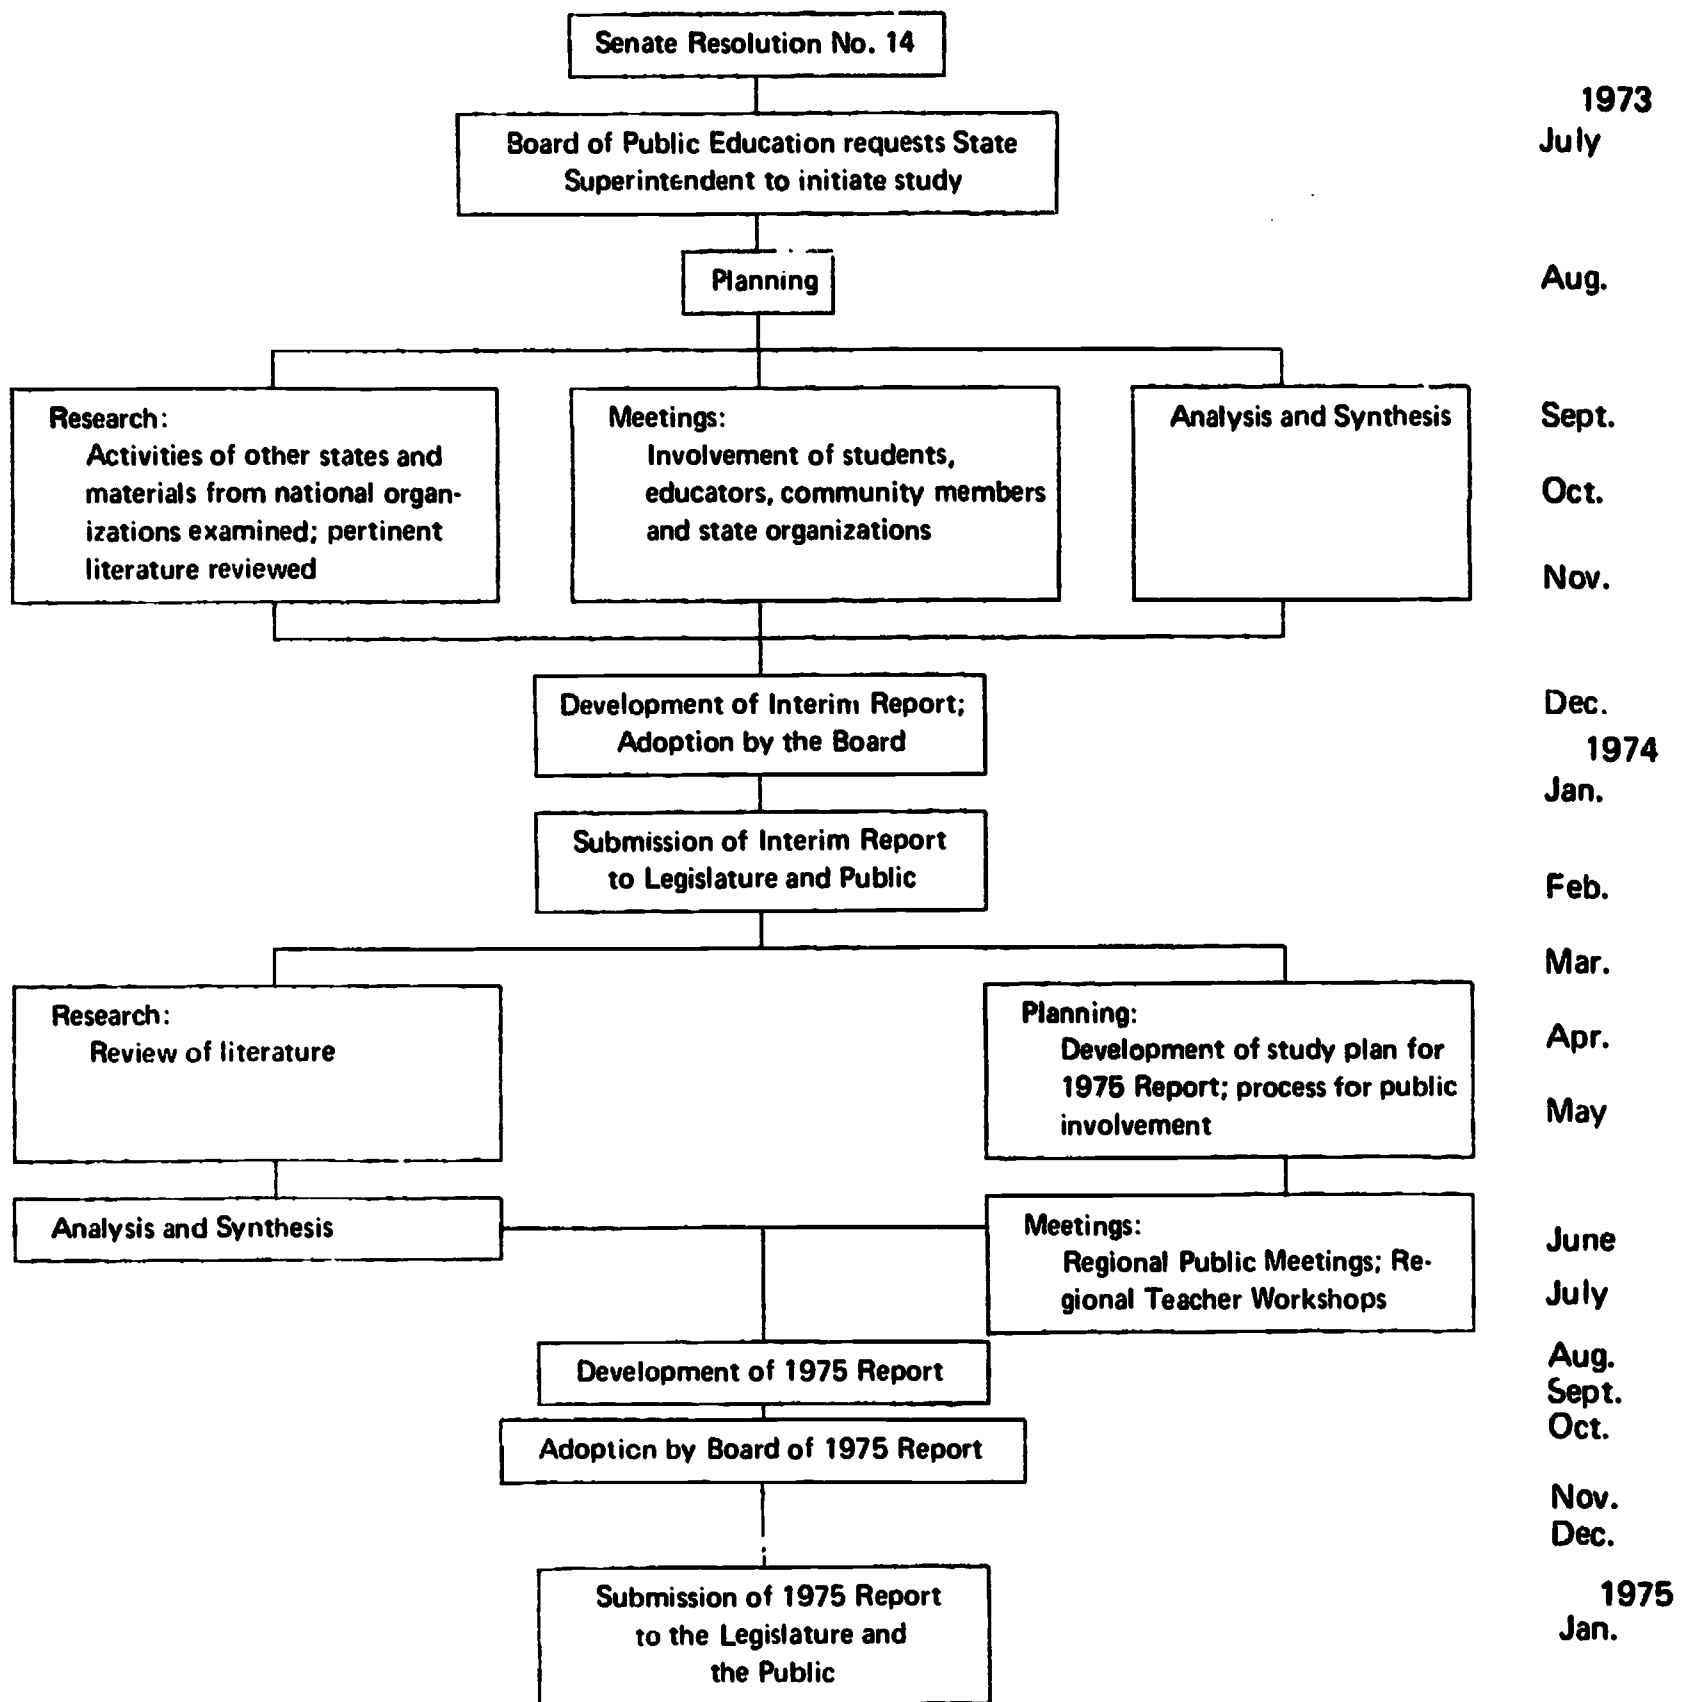 Senate Resolution No. 14
1973
July
Board of Public Education requests State
Superintendent to initiate study
Planning
Aug.
Research:
Activities of other states and
materials from national organ-
izations examined; pertinent
literature reviewed
Meetings:
Involvement of students,
educators, community members
and state organizations
Analysis and Synthesis
Sept.
Oct.
Nov.
Development of Interim Report;
Adoption by the Board
Dec.
1974
Jan.
Submission of Interim Report
to Legislature and Public
Feb.
Mar.
Research:
Review of literature
Planning:
Development of study plan for
1975 Report; process for public
involvement
Apr.
May
Analysis and Synthesis
Meetings:
Regional Public Meetings; Re-
gional Teacher Workshops
June
July
Development of 1975 Report
Aug.
Sept.
Oct.
Adoption by Board of 1975 Report
Nov.
Dec.
Submission of 1975 Report
to the Legislature and
the Public
1975
Jan.